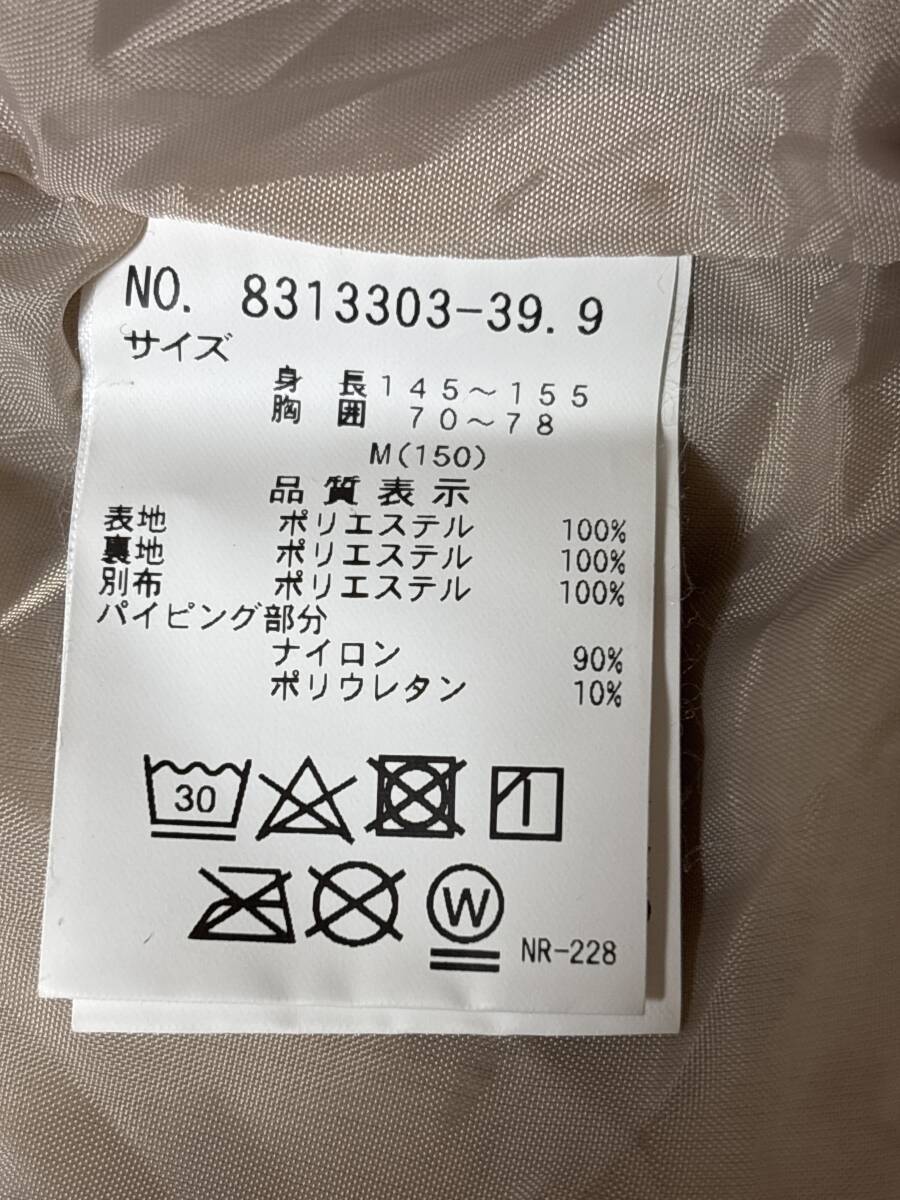 NO. 8313303-39.9
サイズ
身 長 145～155
胸 囲 70～78
M(150)
品質表示
表地 ポリエステル 100%
裏地 ポリエステル 100%
別布 ポリエステル 100%
パイピング部分
ナイロン 90%
ポリウレタン 10%
30
W
NR-228